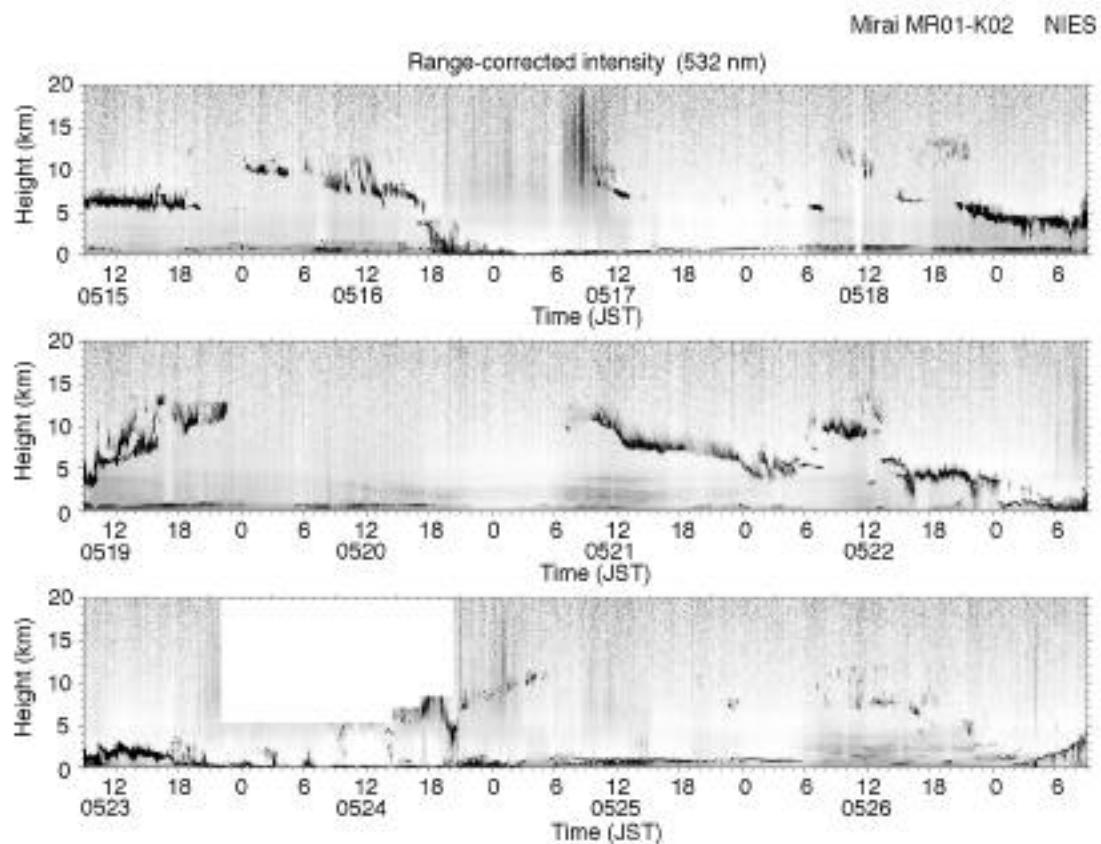 Mirai MR01-K02 NIES
Range-corrected intensity (532 nm)
20
15
10
5
0
Height (km)
12 18 0 6 12 18 0 6 12 18 0 6 12 18 0 6
0515 0516 0517 0518
Time (JST)
20
15
10
5
0
Height (km)
12 18 0 6 12 18 0 6 12 18 0 6 12 18 0 6
0519 0520 0521 0522
Time (JST)
20
15
10
5
0
Height (km)
12 18 0 6 12 18 0 6 12 18 0 6 12 18 0 6
0523 0524 0525 0526
Time (JST)